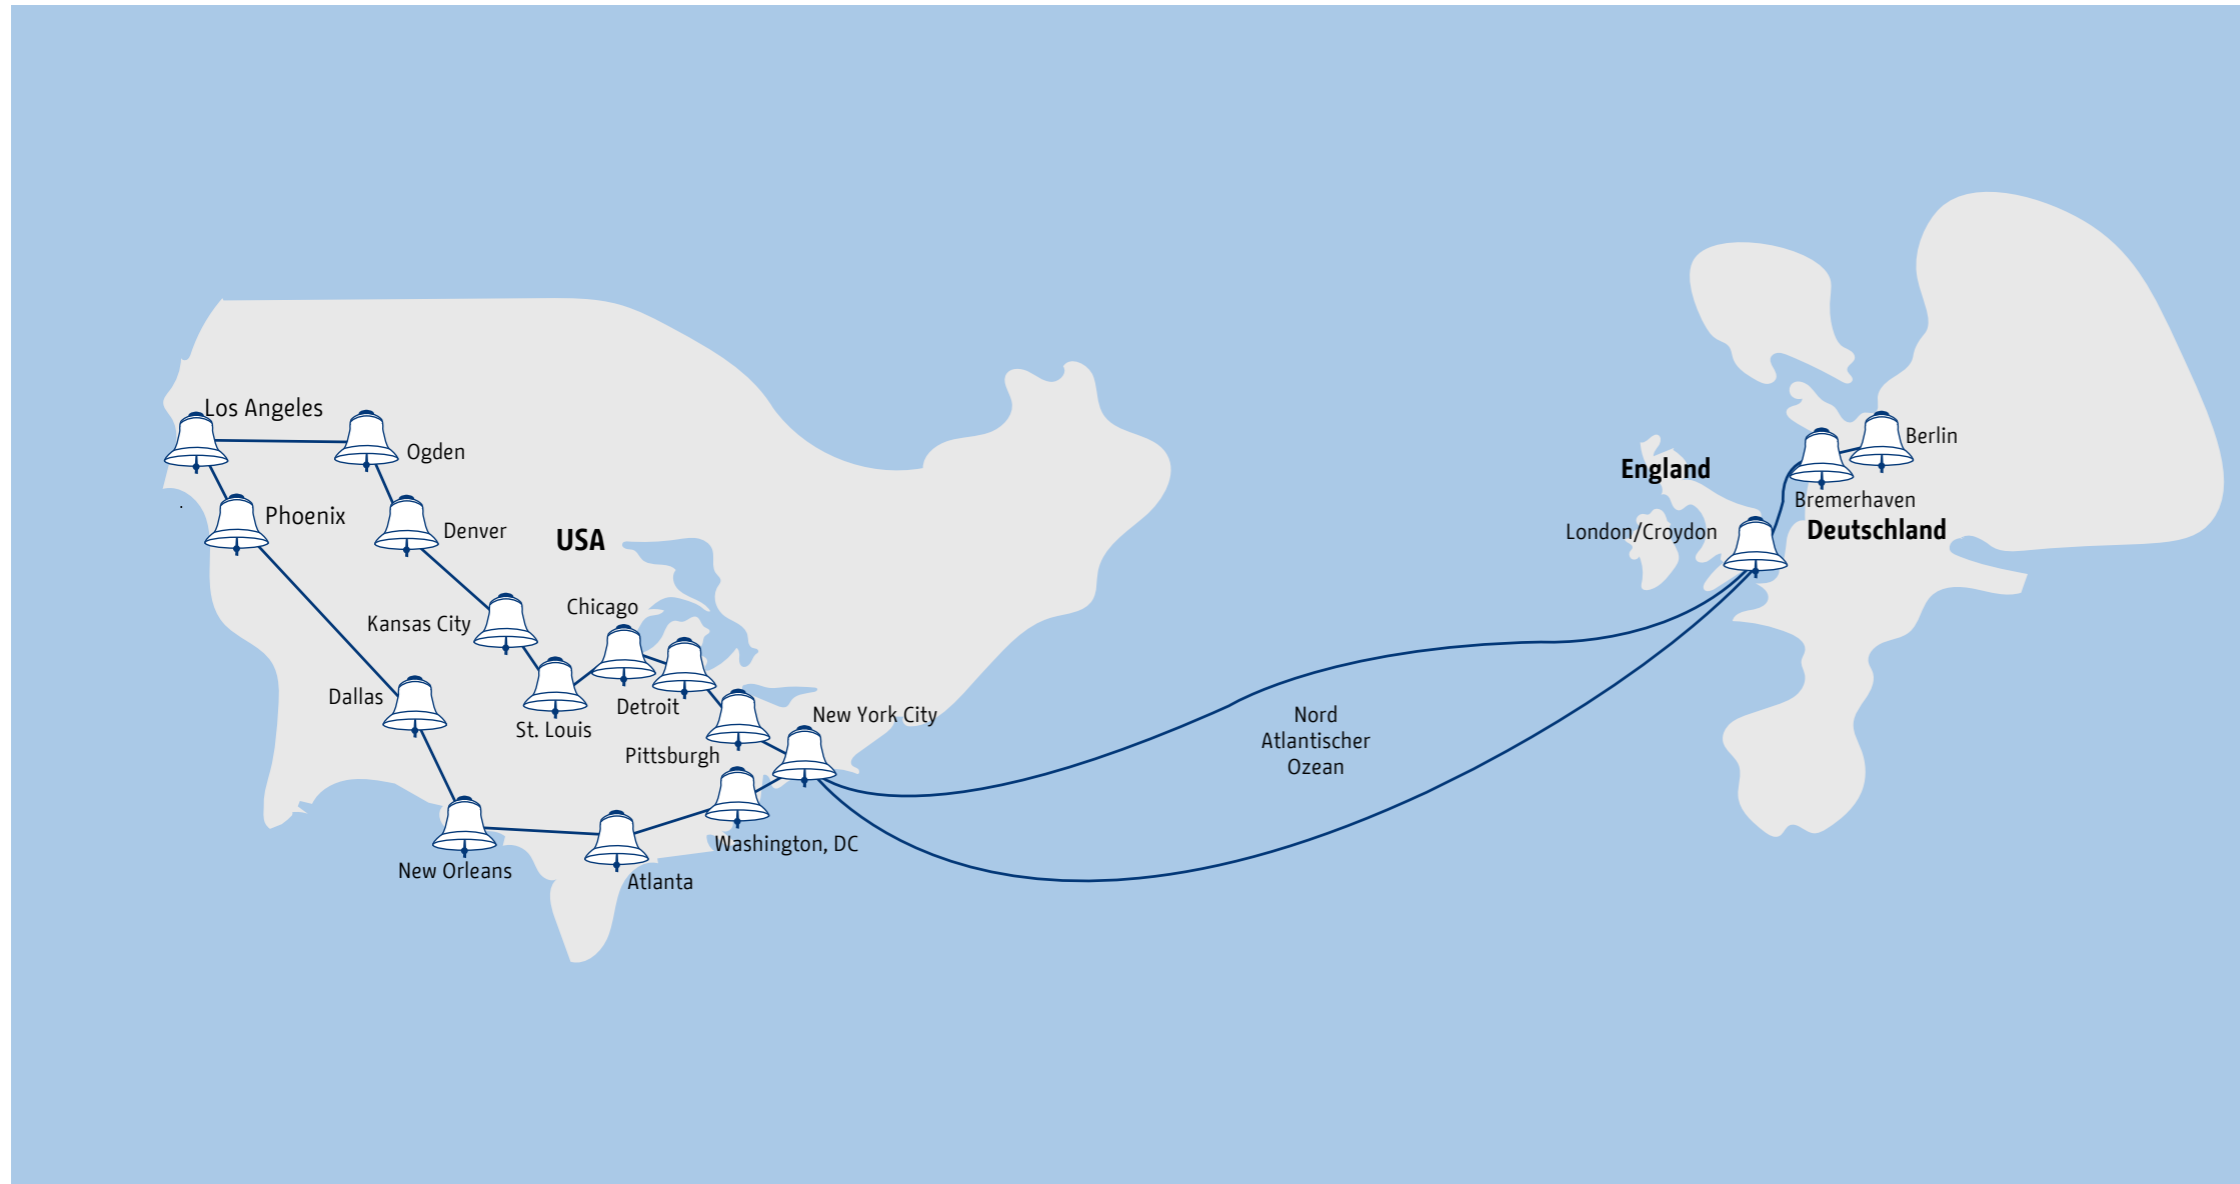 Los Angeles
Ogden
Phoenix
Denver
USA
Kansas City
Chicago
Dallas
St. Louis
Detroit
Pittsburgh
New York City
New Orleans
Atlanta
Washington, DC
Nord
Atlantischer
Ozean
England
London/Croydon
Berlin
Bremerhaven
Deutschland